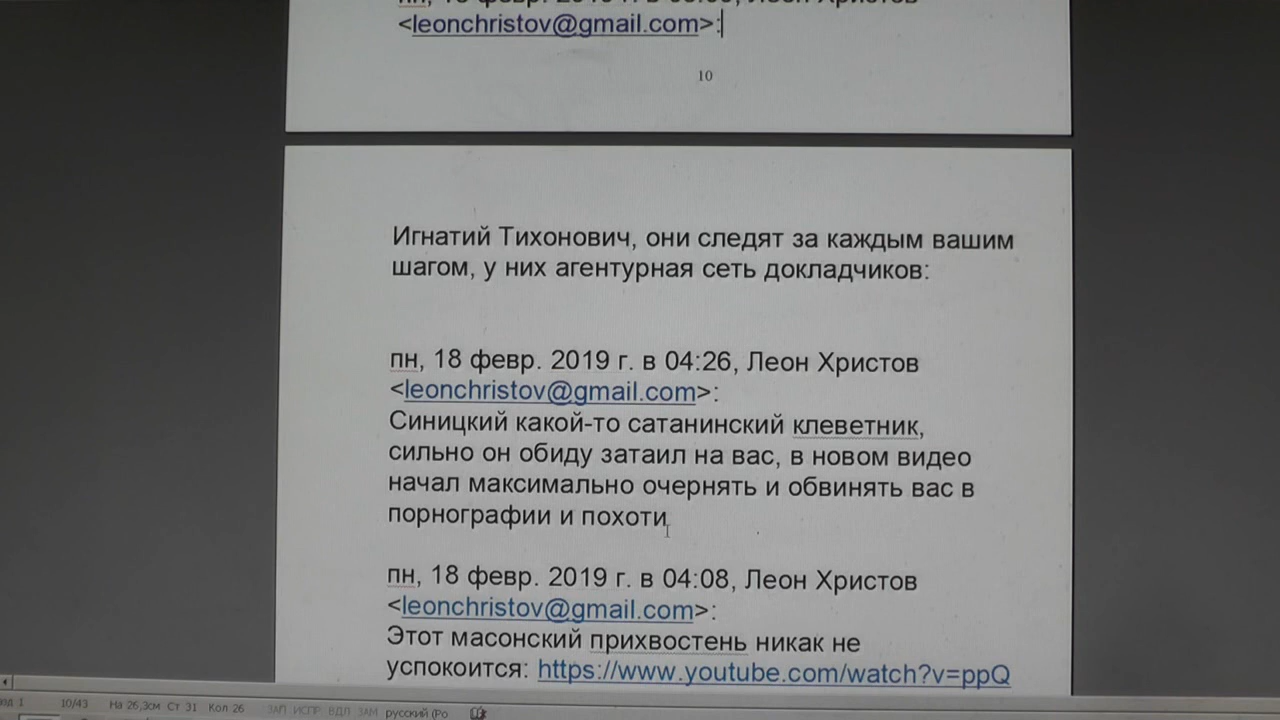 <leonchristov@gmail.com>:
10
Игнатий Тихонович, они следят за каждым вашим
шагом, у них агентурная сеть докладчиков:
пн, 18 февр. 2019 г. в 04:26, Леон Христов
<leonchristov@gmail.com>:
Синицкий какой-то сатанинский клеветник,
сильно он обиду затаил на вас, в новом видео
начал максимально очернять и обвинять вас в
порнографии и похоти
пн, 18 февр. 2019 г. в 04:08, Леон Христов
<leonchristov@gmail.com>:
Этот масонский прихвостень никак не
успокоится: https://www.youtube.com/watch?v=ppQ
10/43 На 26,3см Ст 31 Кол 26 ЗАП ИСПР ВДЛ ЗАМ русский (Ро